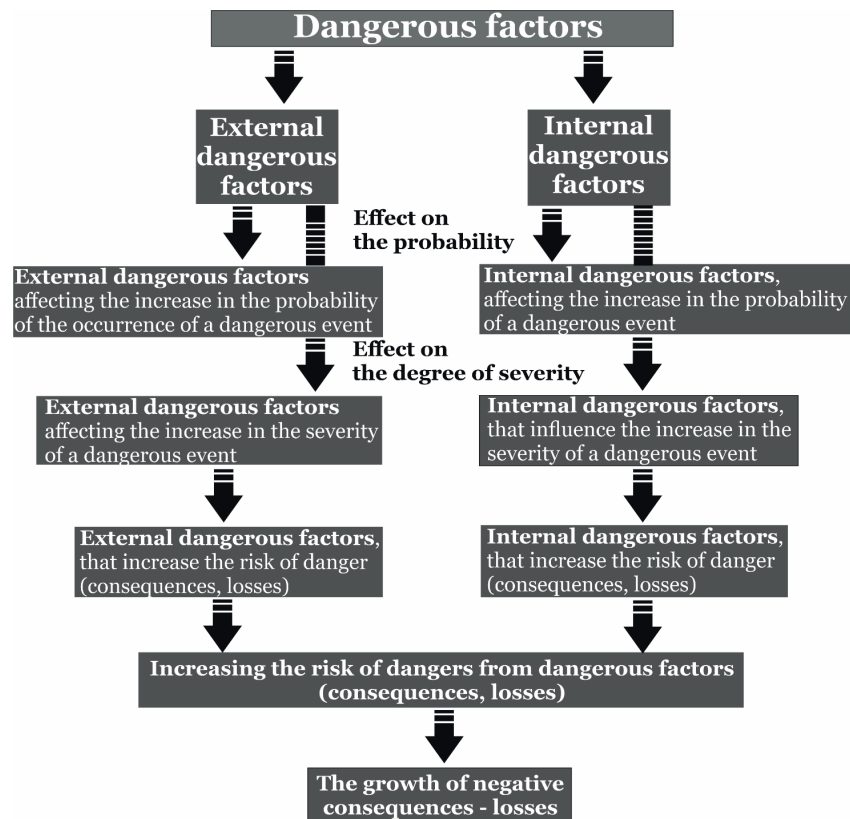 Dangerous factors
External
dangerous
factors
Internal
dangerous
factors
Effect on
the probability
External dangerous factors
affecting the increase in the probability
of the occurrence of a dangerous event
Internal dangerous factors,
affecting the increase in the probability
of a dangerous event
Effect on
the degree of severity
External dangerous factors
affecting the increase in the severity
of a dangerous event
Internal dangerous factors,
that influence the increase in the
severity of a dangerous event
External dangerous factors,
that increase the risk of danger
(consequences, losses)
Internal dangerous factors,
that increase the risk of danger
(consequences, losses)
Increasing the risk of dangers from dangerous factors
(consequences, losses)
The growth of negative
consequences - losses